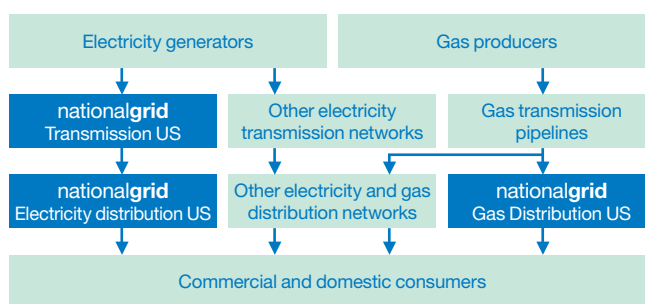 Electricity generators
Gas producers
nationalgrid
Transmission US
Other electricity
transmission networks
Gas transmission
pipelines
nationalgrid
Electricity distribution US
Other electricity and gas
distribution networks
nationalgrid
Gas Distribution US
Commercial and domestic consumers